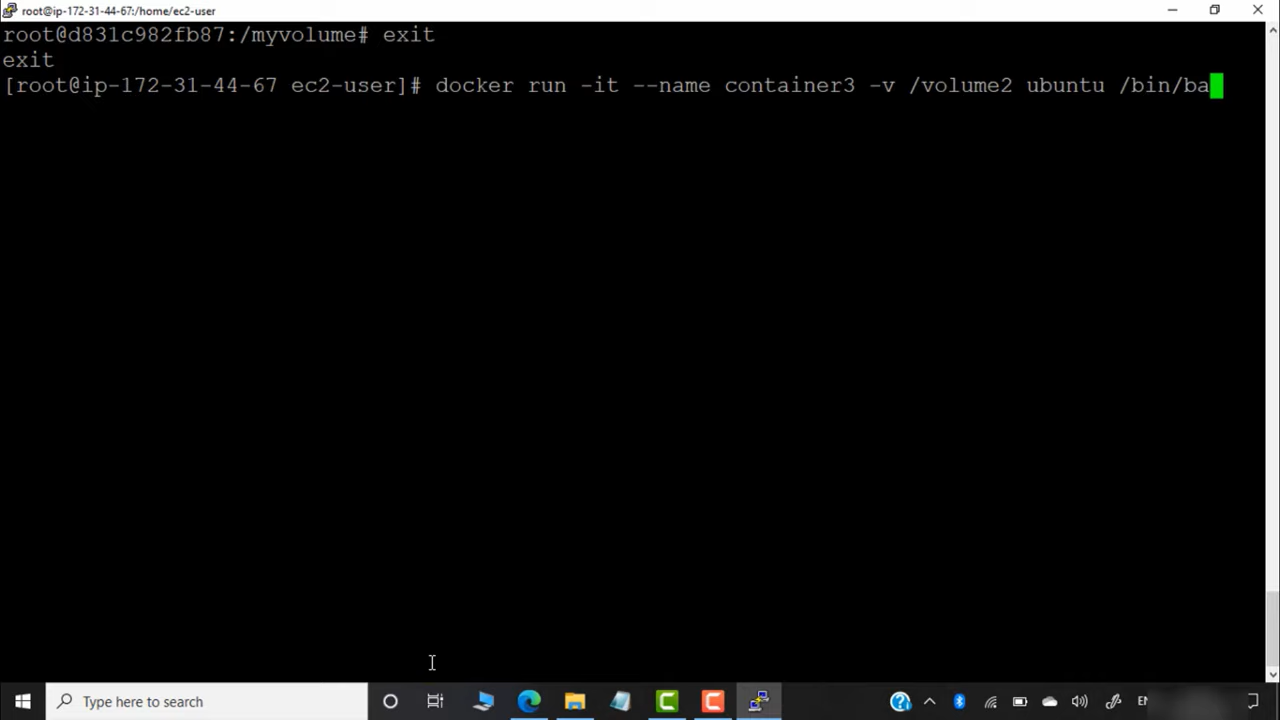 root@ip-172-31-44-67:/home/ec2-user
root@d831c982fb87:/myvolume# exit
exit
[root@ip-172-31-44-67 ec2-user]# docker run -it --name container3 -v /volume2 ubuntu /bin/ba
Type here to search